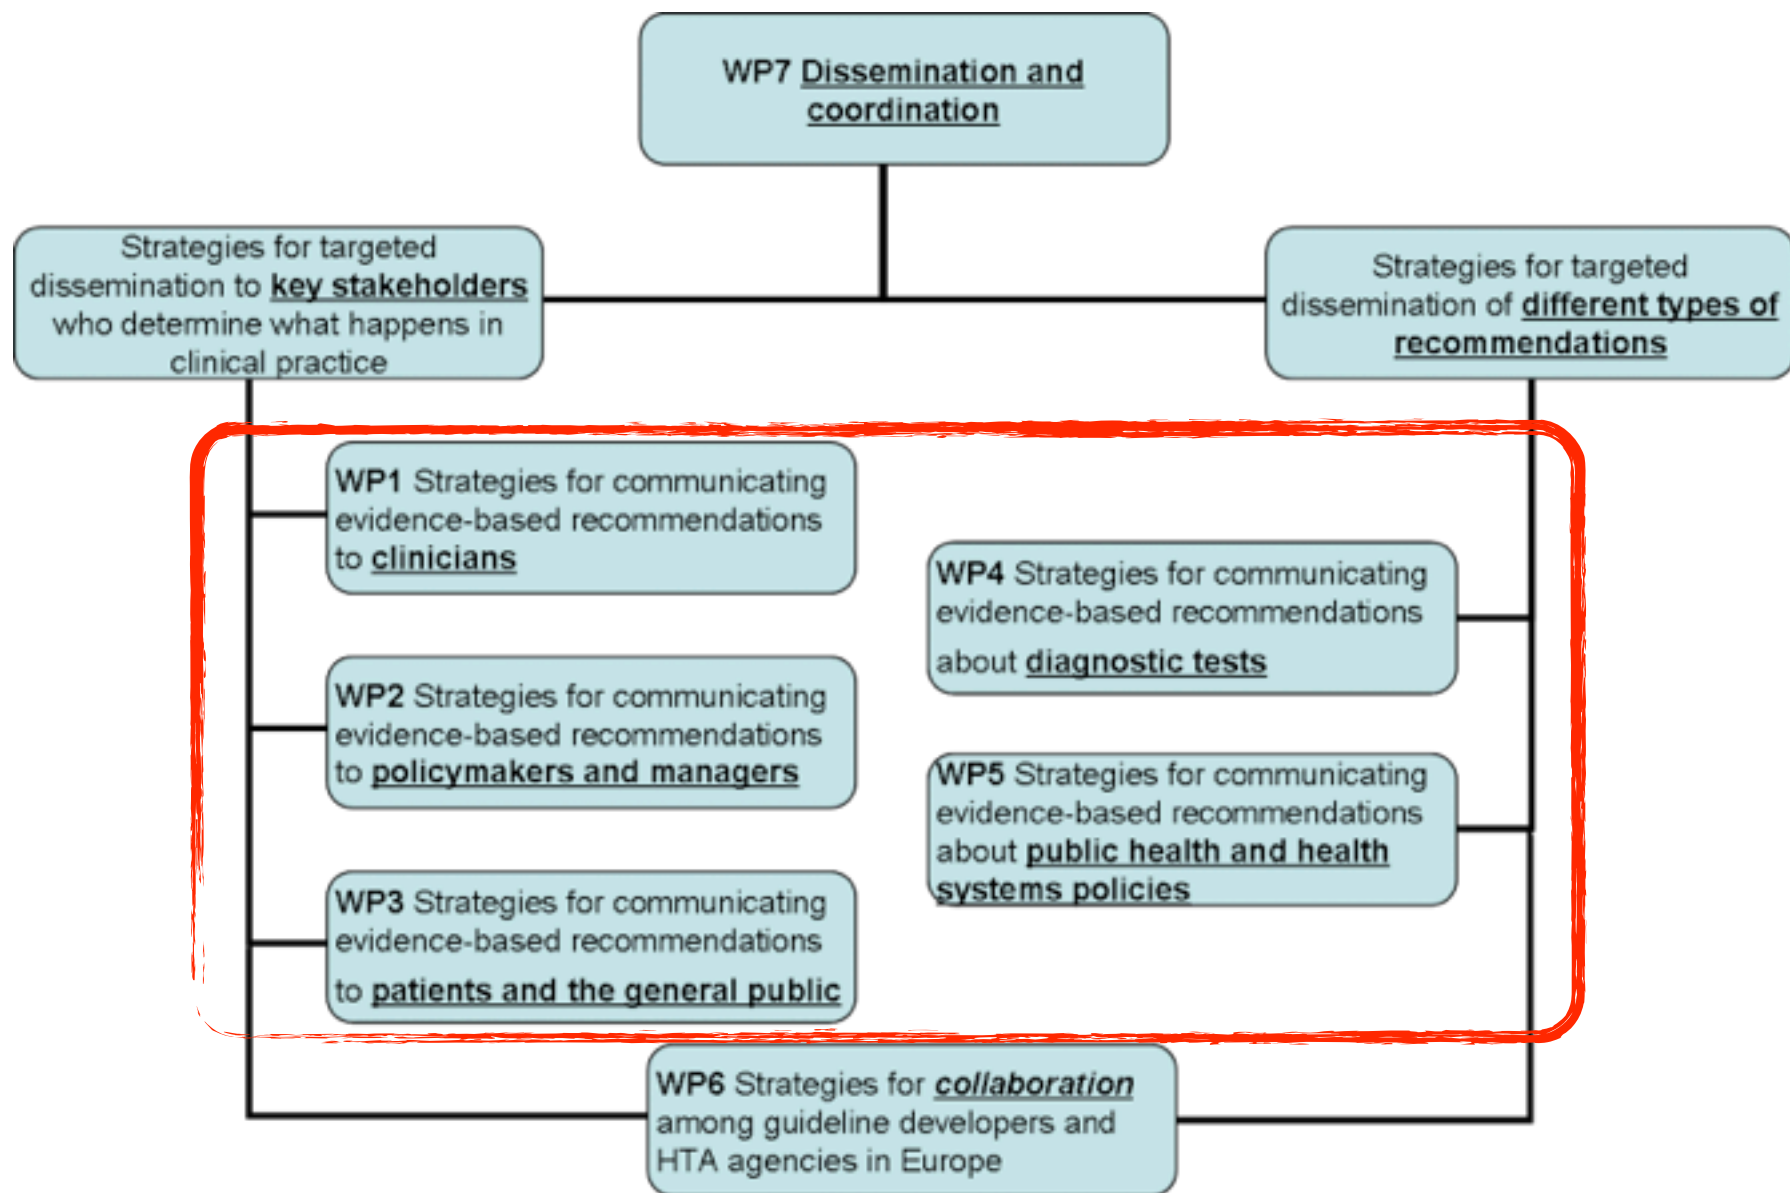 WP7 Dissemination and
coordination
Strategies for targeted
dissemination to key stakeholders
who determine what happens in
clinical practice
Strategies for targeted
dissemination of different types of
recommendations
WP1 Strategies for communicating
evidence-based recommendations
to clinicians
WP2 Strategies for communicating
evidence-based recommendations
to policymakers and managers
WP3 Strategies for communicating
evidence-based recommendations
to patients and the general public
WP4 Strategies for communicating
evidence-based recommendations
about diagnostic tests
WP5 Strategies for communicating
evidence-based recommendations
about public health and health
systems policies
WP6 Strategies for collaboration
among guideline developers and
HTA agencies in Europe